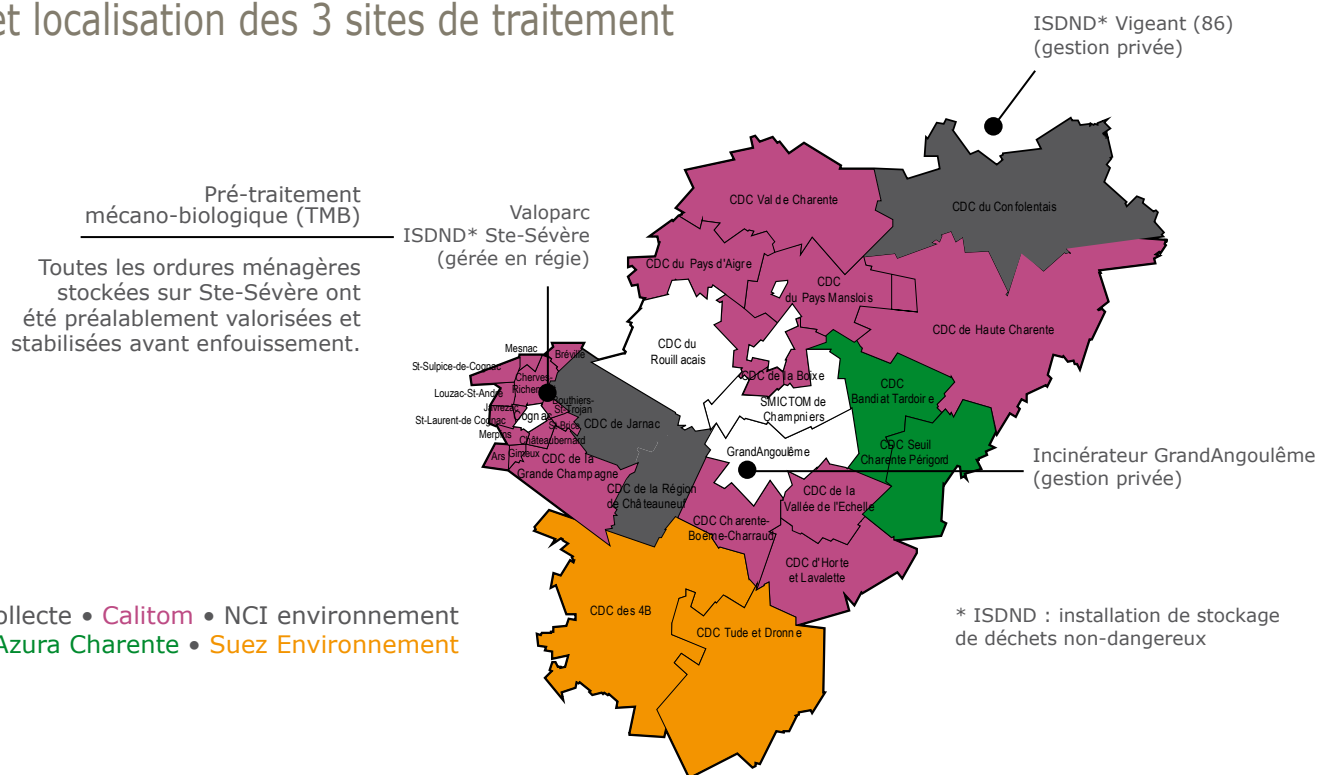 et localisation des 3 sites de traitement
ISDND* Vigeant (86)
(gestion privée)
Pré-traitement
mécano-biologique (TMB)
Toutes les ordures ménagères
stockées sur Ste-Sévère ont
été préalablement valorisées et
stabilisées avant enfouissement.
Valoparc
ISDND* Ste-Sévère
(gérée en régie)
CDC Val de Charente
CDC du Confolentais
CDC du Pays d'Aigre
CDC
du Pays Manslois
CDC de Haute Charente
CDC du
Rouillacais
CDC de la Boixe
SMICTOM de
Champniers
CDC
Bandiat Tardoire
CDC Seuil
Charente Périgord
GrandAngoulême
Mesnac
Bréville
St-Sulpice-de-Cognac
Cherves-
Richemont
Louzac-St-André
Javrezac
Cognac
Bouthiers-
St-Trojan
St-Laurent de Cognac
St-Brice
Merpins
Châteaubernard
Ars
Gimeux
CDC de Jarnac
CDC de la
Grande Champagne
CDC de la Région
de Châteauneuf
CDC de la
Vallée de l'Echelle
CDC Charente-
Boëme-Charraud
CDC d'Horte
et Lavalette
CDC des 4B
CDC Tude et Dronne
Incinérateur GrandAngoulême
(gestion privée)
ollecte • Calitom • NCI environnement
Azura Charente • Suez Environnement
* ISDND : installation de stockage
de déchets non-dangereux